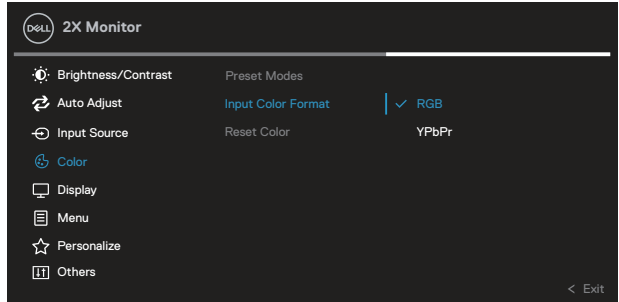 DELL 2X Monitor
Brightness/Contrast Preset Modes
Auto Adjust Input Color Format RGB
Input Source Reset Color YPbPr
Color
Display
Menu
Personalize
Others
< Exit